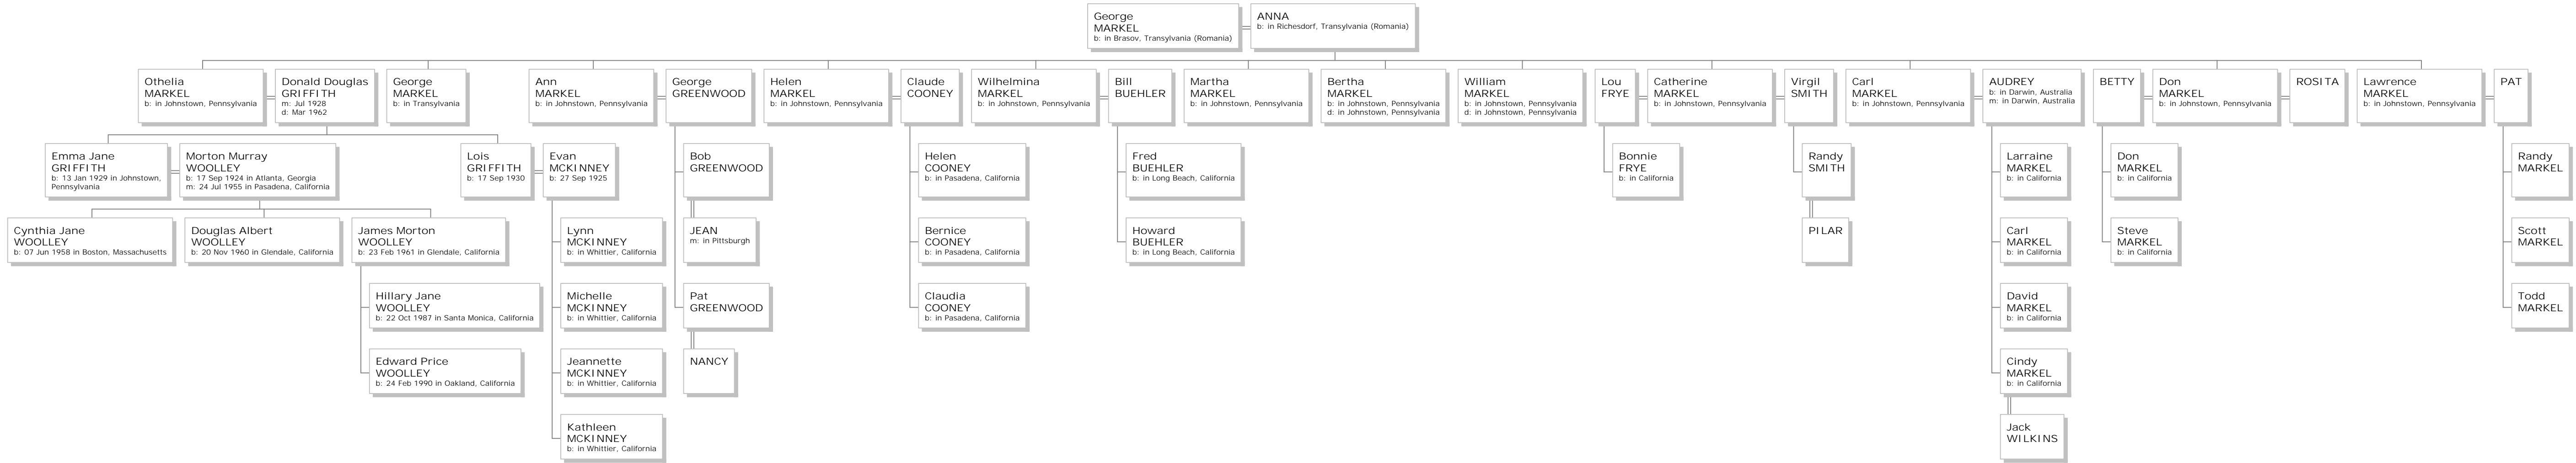 George
MARKEL
b: in Brasov, Transylvania (Romania)
ANNA
b: in Richesdorf, Transylvania (Romania)
Othelia
MARKEL
b: in Johnstown, Pennsylvania
Donald Douglas
GRIFFITH
m: Jul 1928
d: Mar 1962
George
MARKEL
b: in Transylvania
Ann
MARKEL
b: in Johnstown, Pennsylvania
George
GREENWOOD
Helen
MARKEL
b: in Johnstown, Pennsylvania
Claude
COONEY
Wilhelmina
MARKEL
b: in Johnstown, Pennsylvania
Bill
BUEHLER
Martha
MARKEL
b: in Johnstown, Pennsylvania
Bertha
MARKEL
b: in Johnstown, Pennsylvania
d: in Johnstown, Pennsylvania
William
MARKEL
b: in Johnstown, Pennsylvania
d: in Johnstown, Pennsylvania
Lou
FRYE
Catherine
MARKEL
b: in Johnstown, Pennsylvania
Virgil
SMITH
Carl
MARKEL
b: in Johnstown, Pennsylvania
AUDREY
b: in Darwin, Australia
m: in Darwin, Australia
BETTY
Don
MARKEL
b: in Johnstown, Pennsylvania
ROSITA
Lawrence
MARKEL
b: in Johnstown, Pennsylvania
PAT
Emma Jane
GRIFFITH
b: 13 Jan 1929 in Johnstown,
Pennsylvania
Morton Murray
WOOLLEY
b: 17 Sep 1924 in Atlanta, Georgia
m: 24 Jul 1955 in Pasadena, California
Lois
GRIFFITH
b: 17 Sep 1930
Evan
MCKINNEY
b: 27 Sep 1925
Bob
GREENWOOD
Helen
COONEY
b: in Pasadena, California
Fred
BUEHLER
b: in Long Beach, California
Bonnie
FRYE
b: in California
Randy
SMITH
Larraine
MARKEL
b: in California
Don
MARKEL
b: in California
Randy
MARKEL
Cynthia Jane
WOOLLEY
b: 07 Jun 1958 in Boston, Massachusetts
Douglas Albert
WOOLLEY
b: 20 Nov 1960 in Glendale, California
James Morton
WOOLLEY
b: 23 Feb 1961 in Glendale, California
Lynn
MCKINNEY
b: in Whittier, California
JEAN
m: in Pittsburgh
Bernice
COONEY
b: in Pasadena, California
Howard
BUEHLER
b: in Long Beach, California
PILAR
Carl
MARKEL
b: in California
Steve
MARKEL
b: in California
Scott
MARKEL
Hillary Jane
WOOLLEY
b: 22 Oct 1987 in Santa Monica, California
Michelle
MCKINNEY
b: in Whittier, California
Pat
GREENWOOD
Claudia
COONEY
b: in Pasadena, California
David
MARKEL
b: in California
Todd
MARKEL
Edward Price
WOOLLEY
b: 24 Feb 1990 in Oakland, California
Jeannette
MCKINNEY
b: in Whittier, California
NANCY
Cindy
MARKEL
b: in California
Kathleen
MCKINNEY
b: in Whittier, California
Jack
WILKINS